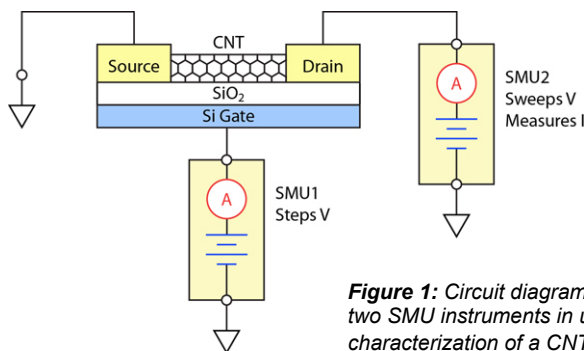 CNT
Source
Drain
SiO₂
Si Gate
A
SMU1
Steps V
A
SMU2
Sweeps V
Measures I
Figure 1: Circuit diagram
two SMU instruments in
characterization of a CNT